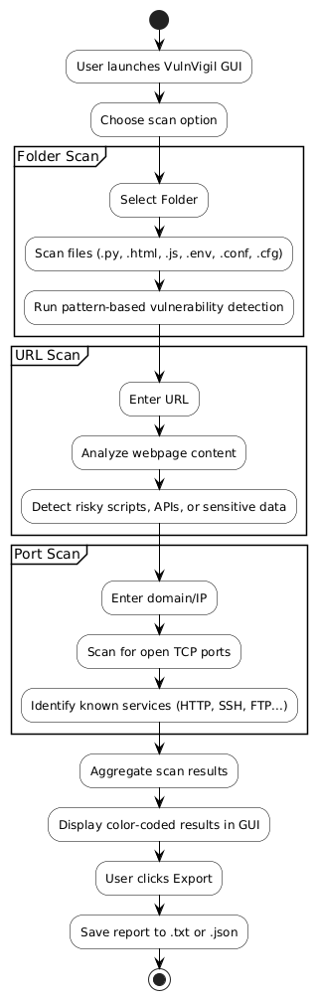 User launches VulnVigil GUI
Choose scan option
Folder Scan
Select Folder
Scan files (.py, .html, .js, .env, .conf, .cfg)
Run pattern-based vulnerability detection
URL Scan
Enter URL
Analyze webpage content
Detect risky scripts, APIs, or sensitive data
Port Scan
Enter domain/IP
Scan for open TCP ports
Identify known services (HTTP, SSH, FTP...)
Aggregate scan results
Display color-coded results in GUI
User clicks Export
Save report to .txt or .json